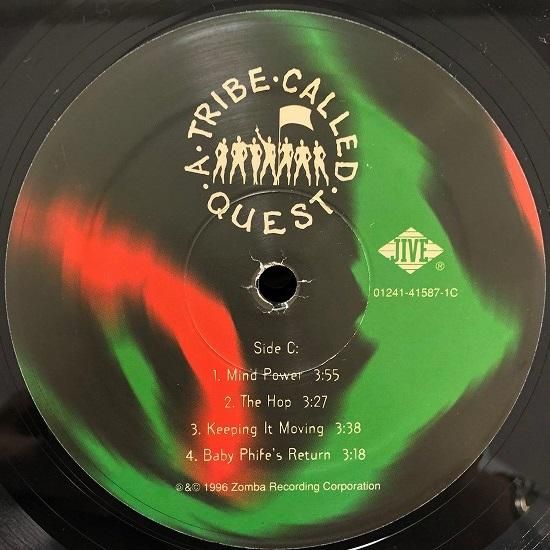 A · TRIBE · CALLED
QUEST ·
JIVE
®
01241-41587-1C
Side C:
1. Mind Power 3:55
2. The Hop 3:27
3. Keeping It Moving 3:38
4. Baby Phife's Return 3:18
℗&© 1996 Zomba Recording Corporation